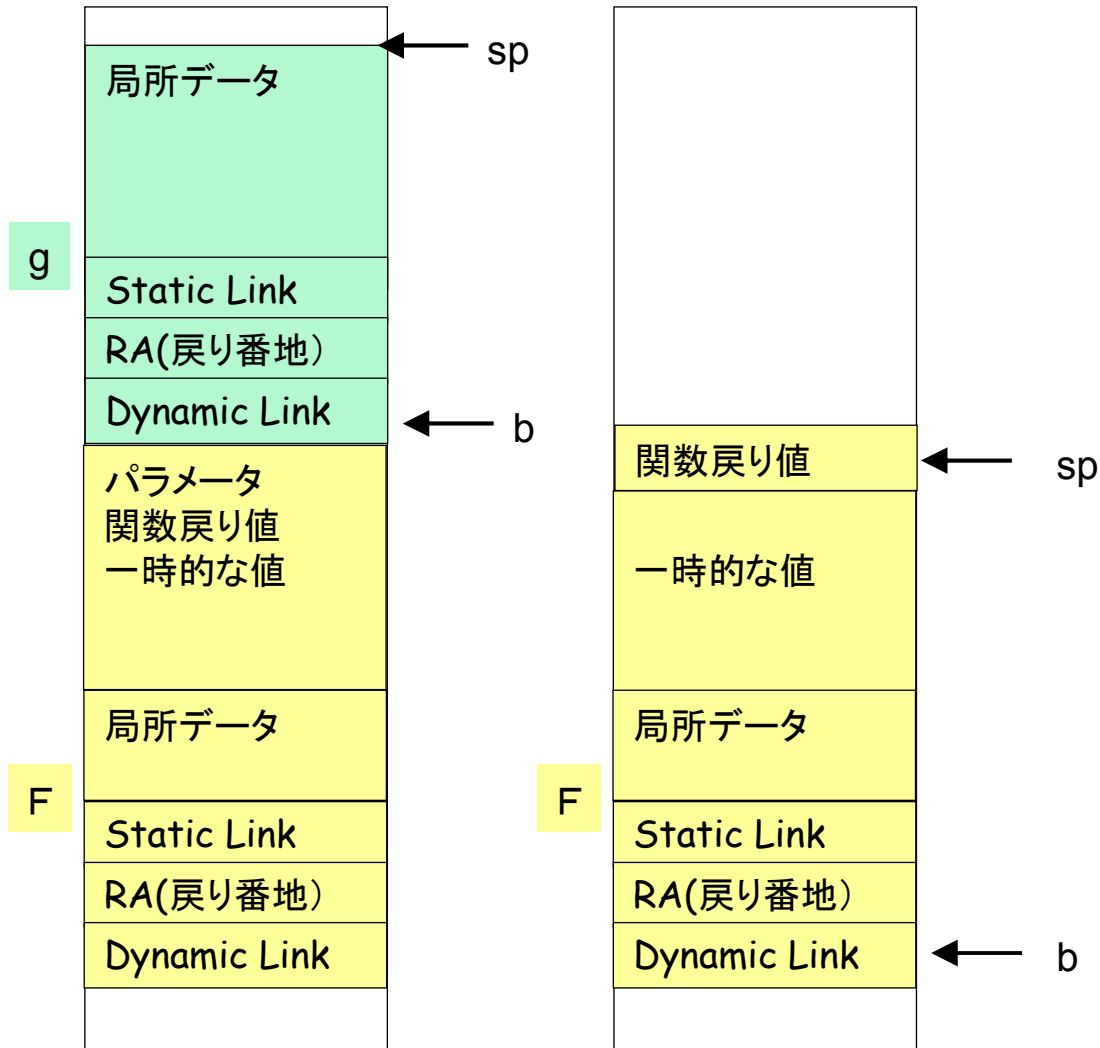 sp
局所データ
g
Static Link
RA(戻り番地）
Dynamic Link
b
パラメータ
関数戻り値
一時的な値
局所データ
F
Static Link
RA(戻り番地）
Dynamic Link
関数戻り値
sp
一時的な値
局所データ
F
Static Link
RA(戻り番地）
Dynamic Link
b